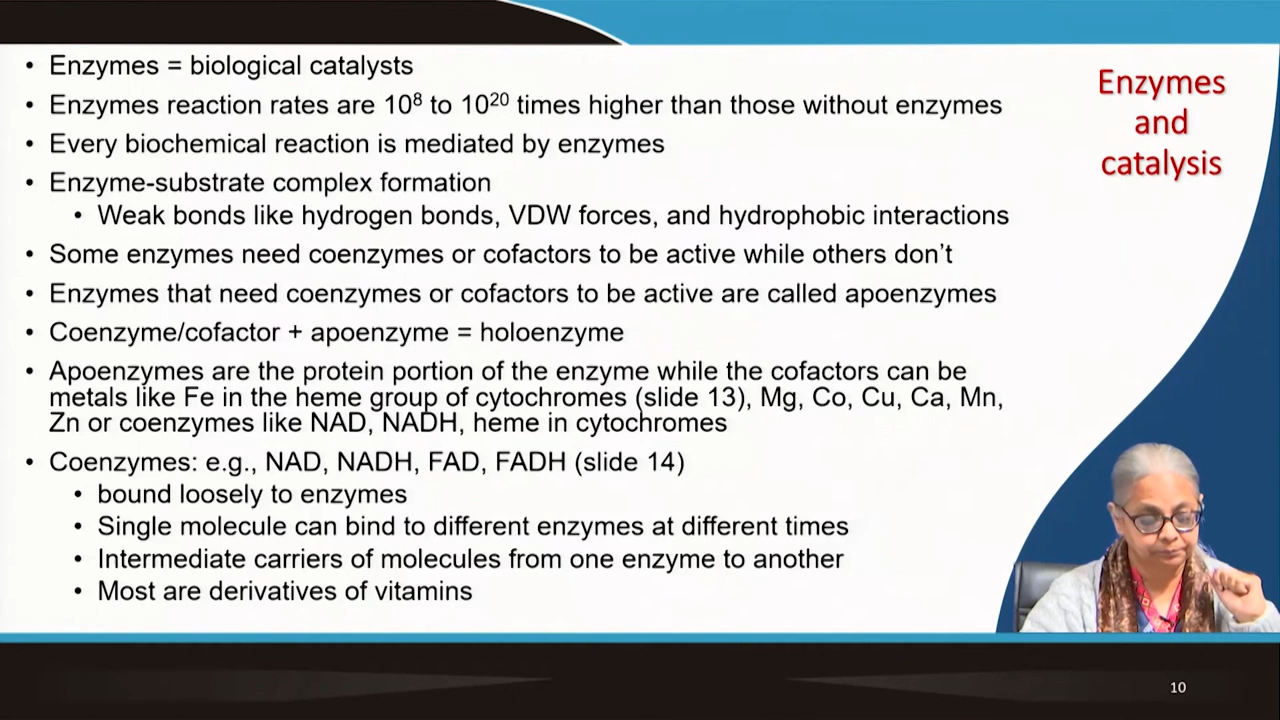 • Enzymes = biological catalysts
• Enzymes reaction rates are 10⁸ to 10²⁰ times higher than those without enzymes
• Every biochemical reaction is mediated by enzymes
• Enzyme-substrate complex formation
• Weak bonds like hydrogen bonds, VDW forces, and hydrophobic interactions
• Some enzymes need coenzymes or cofactors to be active while others don’t
• Enzymes that need coenzymes or cofactors to be active are called apoenzymes
• Coenzyme/cofactor + apoenzyme = holoenzyme
• Apoenzymes are the protein portion of the enzyme while the cofactors can be
metals like Fe in the heme group of cytochromes (slide 13), Mg, Co, Cu, Ca, Mn,
Zn or coenzymes like NAD, NADH, heme in cytochromes
• Coenzymes: e.g., NAD, NADH, FAD, FADH (slide 14)
• bound loosely to enzymes
• Single molecule can bind to different enzymes at different times
• Intermediate carriers of molecules from one enzyme to another
• Most are derivatives of vitamins
Enzymes
and
catalysis
10